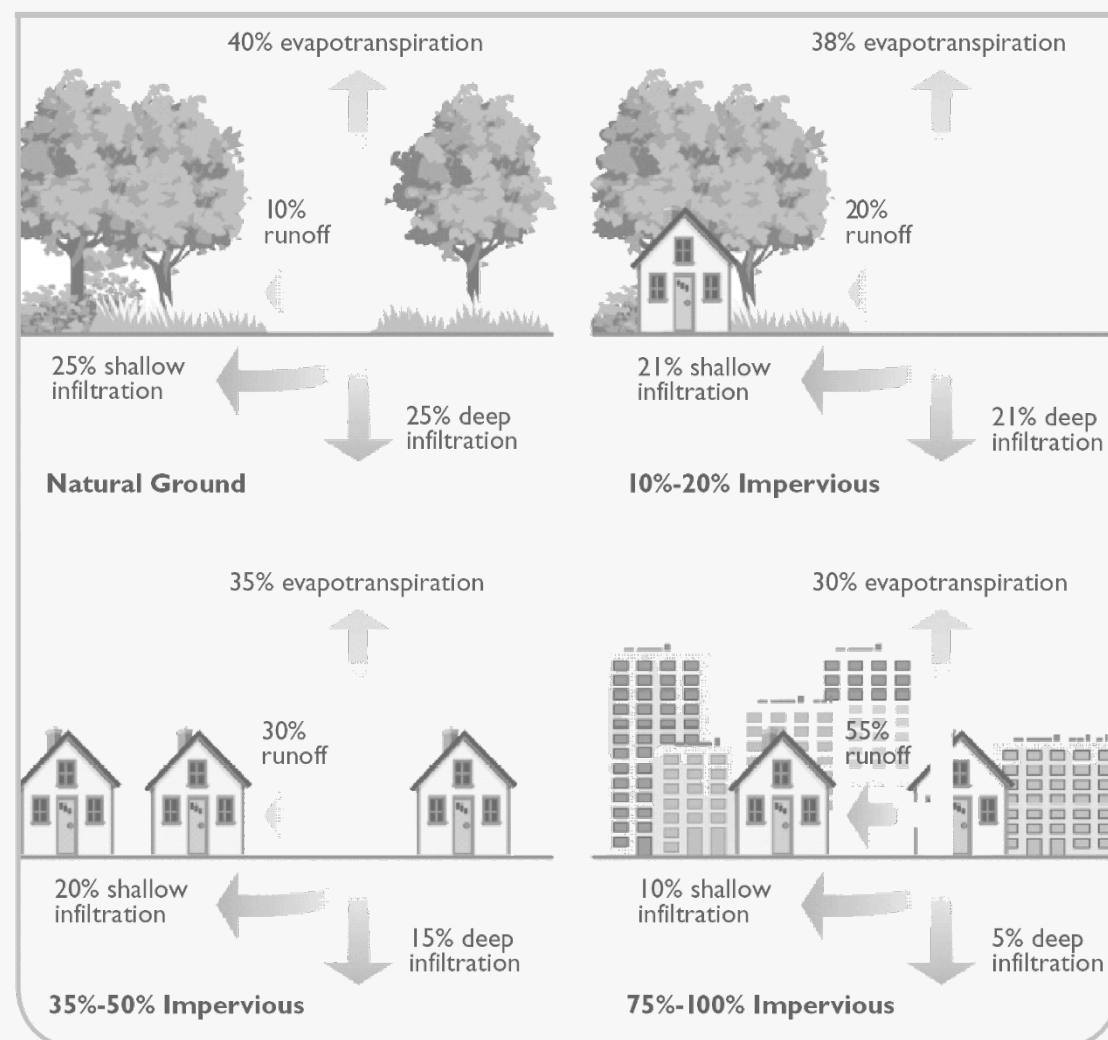 40% evapotranspiration
10%
runoff
25% shallow
infiltration
25% deep
infiltration
Natural Ground
38% evapotranspiration
20%
runoff
21% shallow
infiltration
21% deep
infiltration
10%-20% Impervious
35% evapotranspiration
30%
runoff
20% shallow
infiltration
15% deep
infiltration
35%-50% Impervious
30% evapotranspiration
55%
runoff
10% shallow
infiltration
5% deep
infiltration
75%-100% Impervious